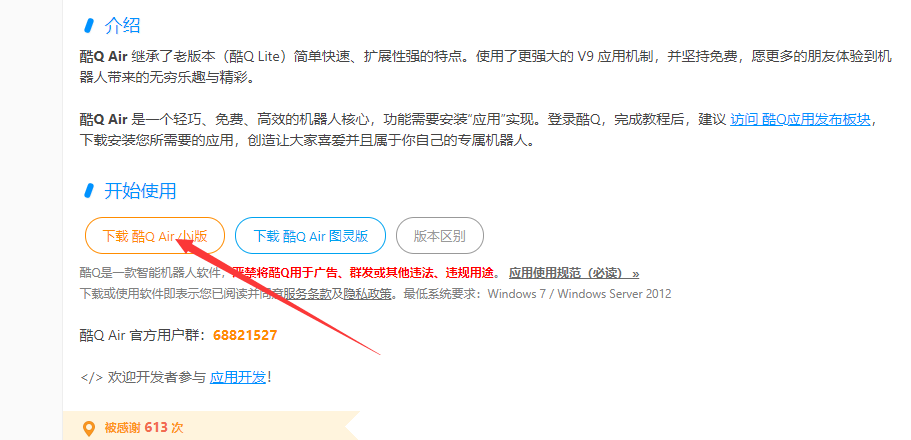 介绍
酷Q Air 继承了老版本（酷Q Lite）简单快速、扩展性强的特点。使用了更强大的 V9 应用机制，并坚持免费，愿更多的朋友体验到机
器人带来的无穷乐趣与精彩。
酷Q Air 是一个轻巧、免费、高效的机器人核心，功能需要安装“应用”实现。登录酷Q，完成教程后，建议 访问 酷Q应用发布板块，
下载安装您所需要的应用，创造让大家喜爱并且属于你自己的专属机器人。
开始使用
下载 酷Q Air 小i版 下载 酷Q Air 图灵版 版本区别
酷Q是一款智能机器人软件，严禁将酷Q用于广告、群发或其他违法、违规用途。 应用使用规范（必读） »
下载或使用软件即表示您已阅读并同意服务条款及隐私政策。最低系统要求：Windows 7 / Windows Server 2012
酷Q Air 官方用户群：68821527
</> 欢迎开发者参与 应用开发！
被感谢 613 次